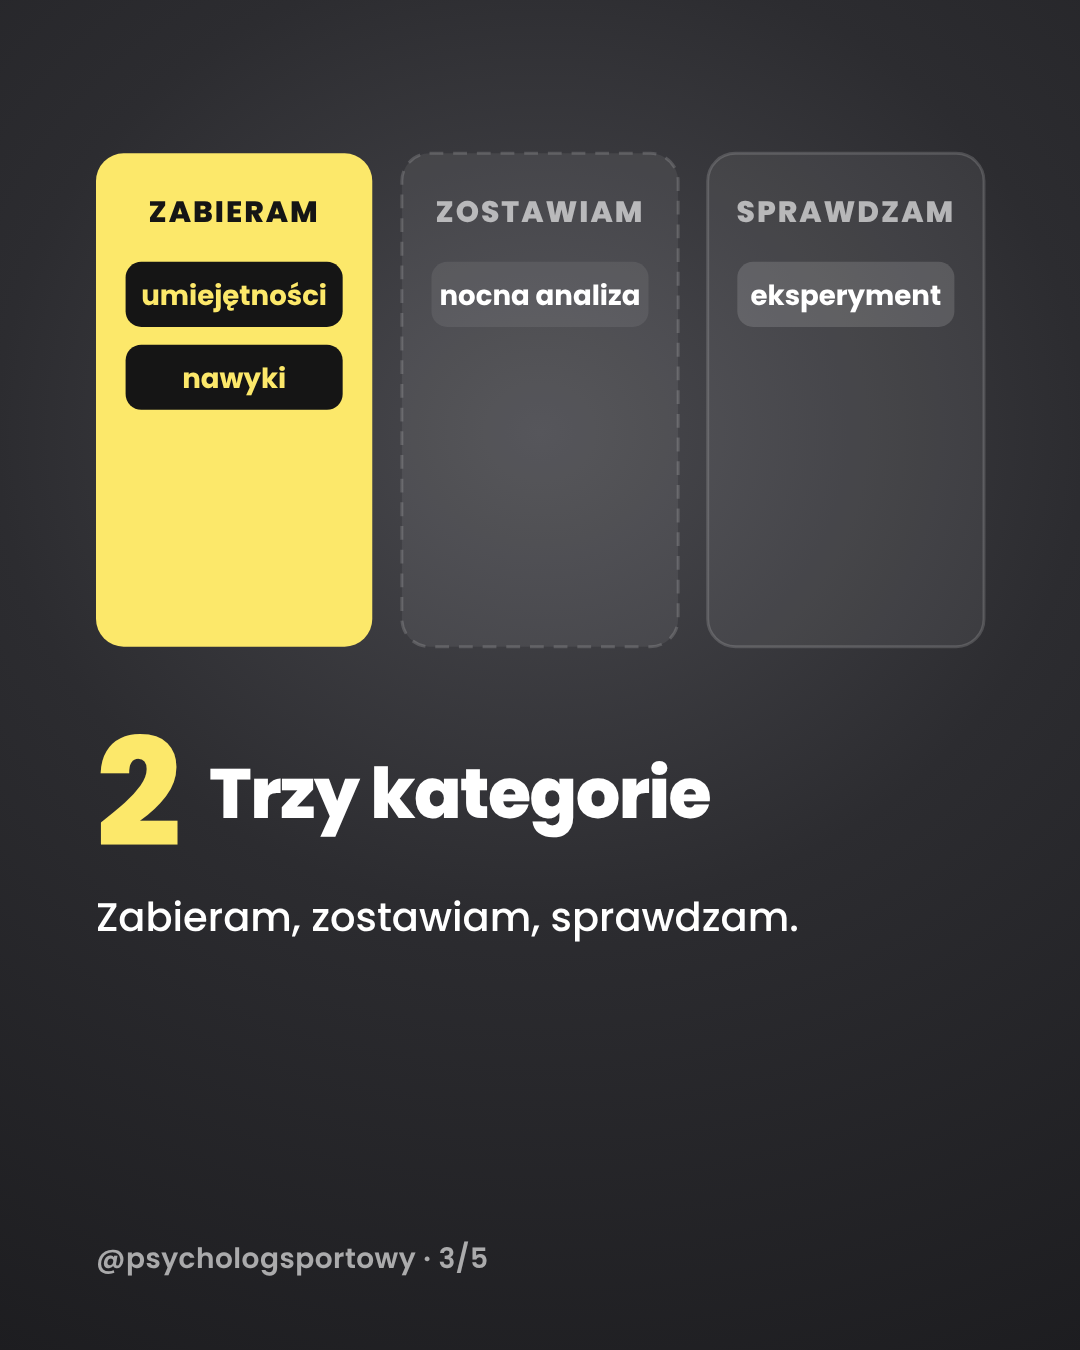 ZABIERAM
umiejętności
nawyki
ZOSTAWIAM
nocna analiza
SPRAWDZAM
eksperyment
2 Trzy kategorie
Zabieram, zostawiam, sprawdzam.
@psychologsportowy · 3/5